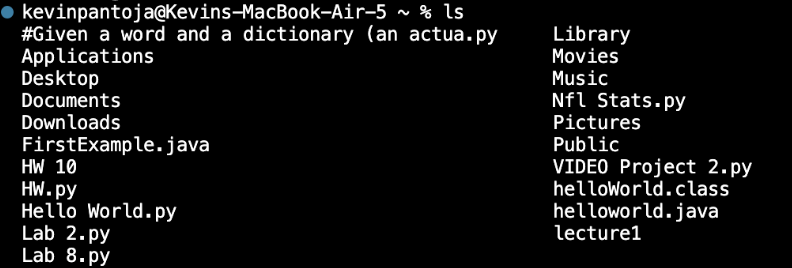 kevinpantoja@Kevins-MacBook-Air-5 ~ % ls
#Given a word and a dictionary (an actua.py Library
Applications Movies
Desktop Music
Documents Nfl Stats.py
Downloads Pictures
FirstExample.java Public
HW 10 VIDEO Project 2.py
HW.py helloWorld.class
Hello World.py helloworld.java
Lab 2.py lecture1
Lab 8.py